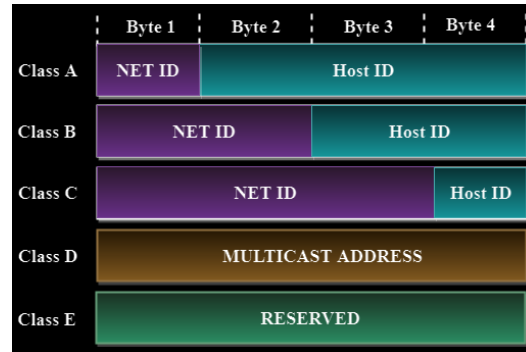 Byte 1 Byte 2 Byte 3 Byte 4
Class A NET ID Host ID
Class B NET ID Host ID
Class C NET ID Host ID
Class D MULTICAST ADDRESS
Class E RESERVED